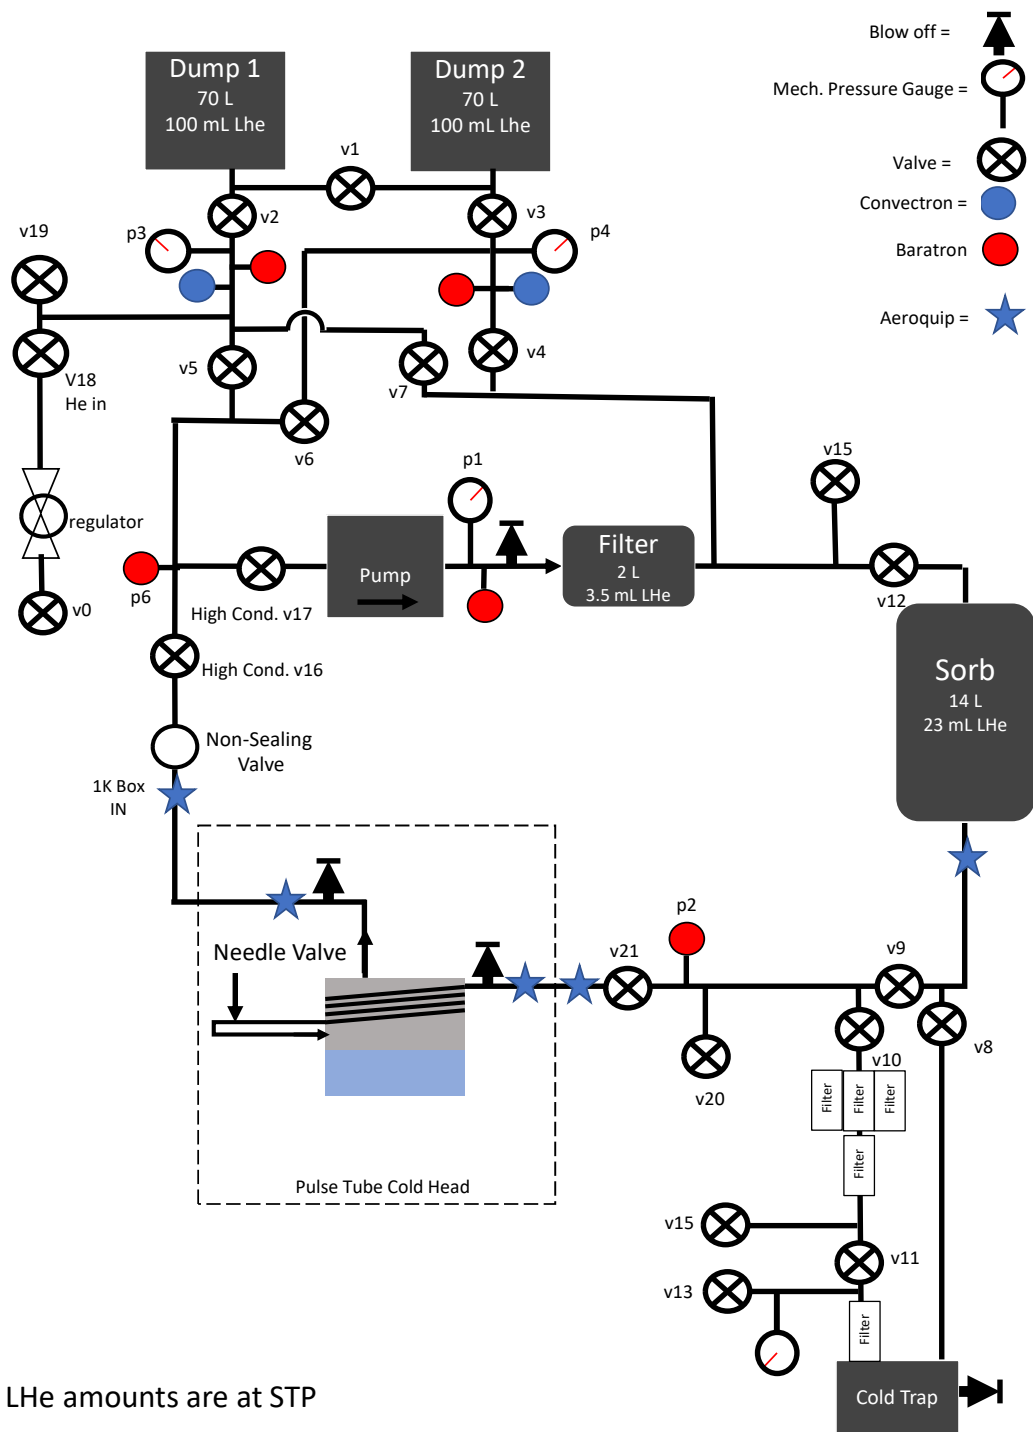 Blow off =
Mech. Pressure Gauge =
Valve =
Convectron =
Baratron
Aeroquip =
Dump 1
70 L
100 mL Lhe
Dump 2
70 L
100 mL Lhe
v1
v2
v3
v19
p3
p4
v5
v7
v4
V18
He in
v6
regulator
v0
p1
v15
Pump
Filter
2 L
3.5 mL LHe
v12
p6
High Cond. v17
High Cond. v16
Sorb
14 L
23 mL LHe
Non-Sealing
Valve
1K Box
IN
Needle Valve
p2
v21
v9
v8
v10
v20
Filter
Filter
Filter
Filter
Pulse Tube Cold Head
v15
v11
v13
Filter
Cold Trap
LHe amounts are at STP